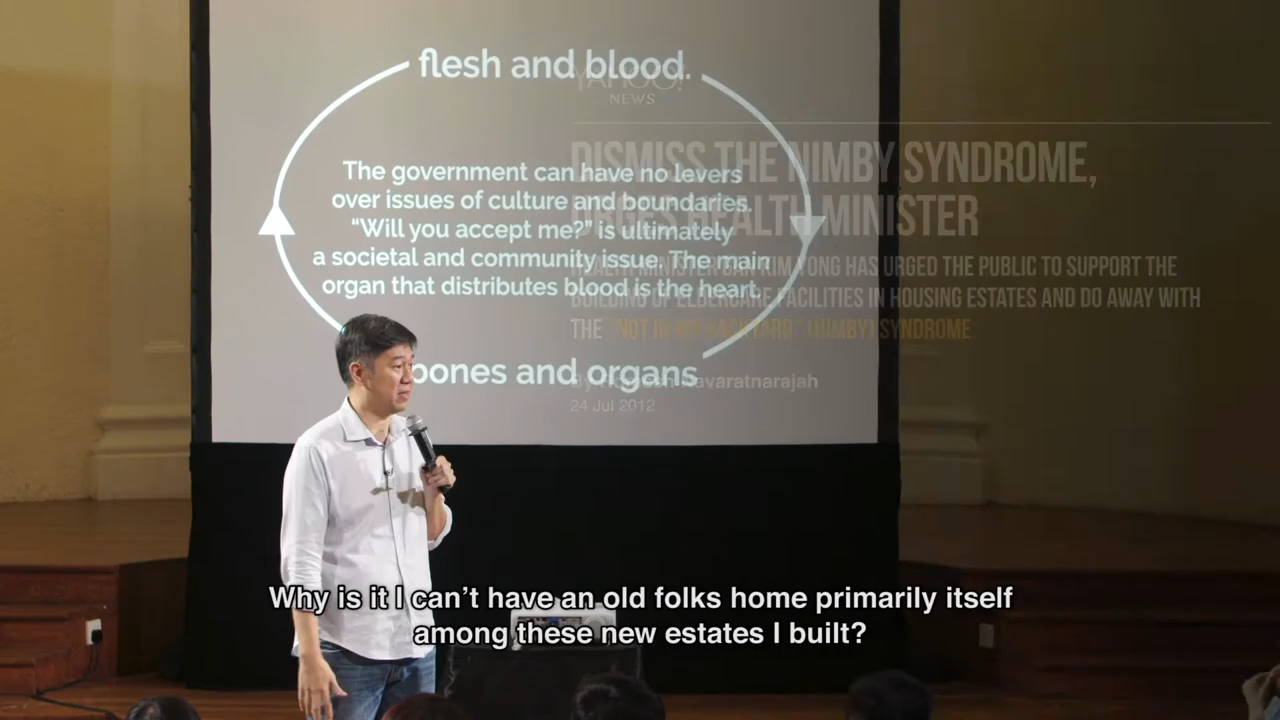 flesh and blood.
The government can have no levers
over issues of culture and boundaries.
“Will you accept me?” is ultimately
a societal and community issue. The main
organ that distributes blood is the heart.
bones and organs
YAHOO!
NEWS
DISMISS THE NIMBY SYNDROME,
URGES HEALTH MINISTER
HEALTH MINISTER GAN KIM YONG HAS URGED THE PUBLIC TO SUPPORT THE
BUILDING OF ELDERCARE FACILITIES IN HOUSING ESTATES AND DO AWAY WITH
THE "NOT IN MY BACKYARD" (NIMBY) SYNDROME
By Navaratnarajah
24 Jul 2012
Why is it I can’t have an old folks home primarily itself
among these new estates I built?